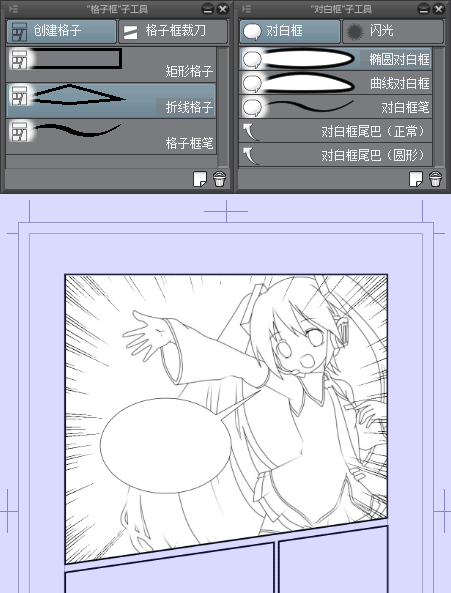 "格子框"子工具
创建格子
格子框裁刀
矩形格子
折线格子
格子框笔
"对白框"子工具
对白框
闪光
椭圆对白框
曲线对白框
对白框笔
对白框尾巴（正常）
对白框尾巴（圆形）